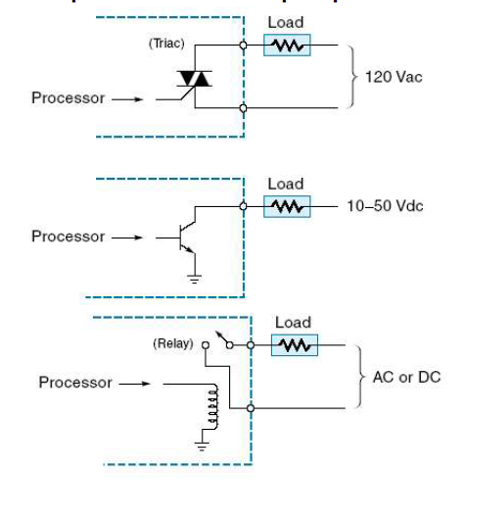 Load
(Triac)
120 Vac
Processor
Load
10–50 Vdc
Processor
Load
(Relay)
AC or DC
Processor